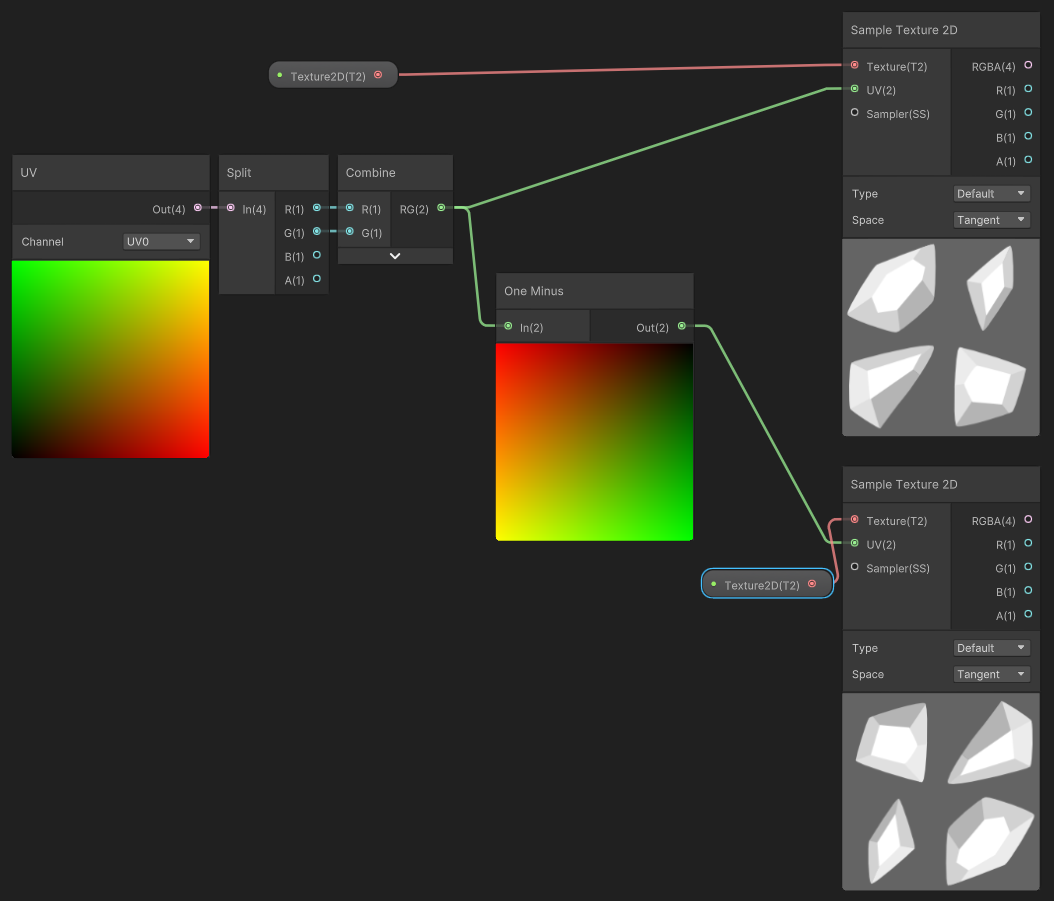 Sample Texture 2D
Texture2D(T2)
Texture(T2) RGBA(4)
UV(2) R(1)
Sampler(SS) G(1)
B(1)
A(1)
Type Default
Space Tangent
UV
Out(4)
Channel UV0
Split
In(4) R(1)
G(1)
B(1)
A(1)
Combine
R(1) RG(2)
G(1)
One Minus
In(2) Out(2)
Texture2D(T2)
Sample Texture 2D
Texture(T2) RGBA(4)
UV(2) R(1)
Sampler(SS) G(1)
B(1)
A(1)
Type Default
Space Tangent